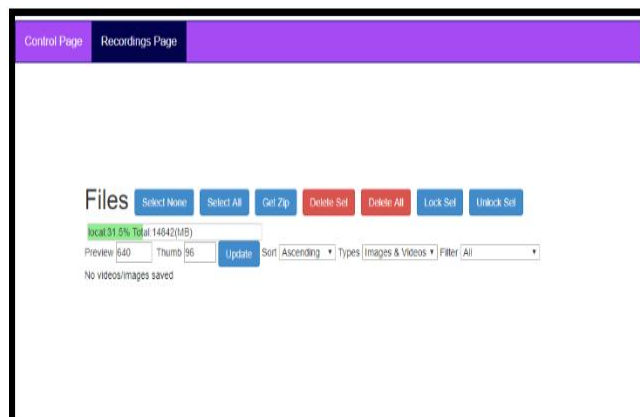 Control Page Recordings Page
Files Select None Select All Get Zip Delete Sel Delete All Lock Sel Unlock Sel
local:31.5% Total:14842(MB)
Preview 640 Thumb 96 Update Sort Ascending Types Images & Videos Filter All
No videos/images saved